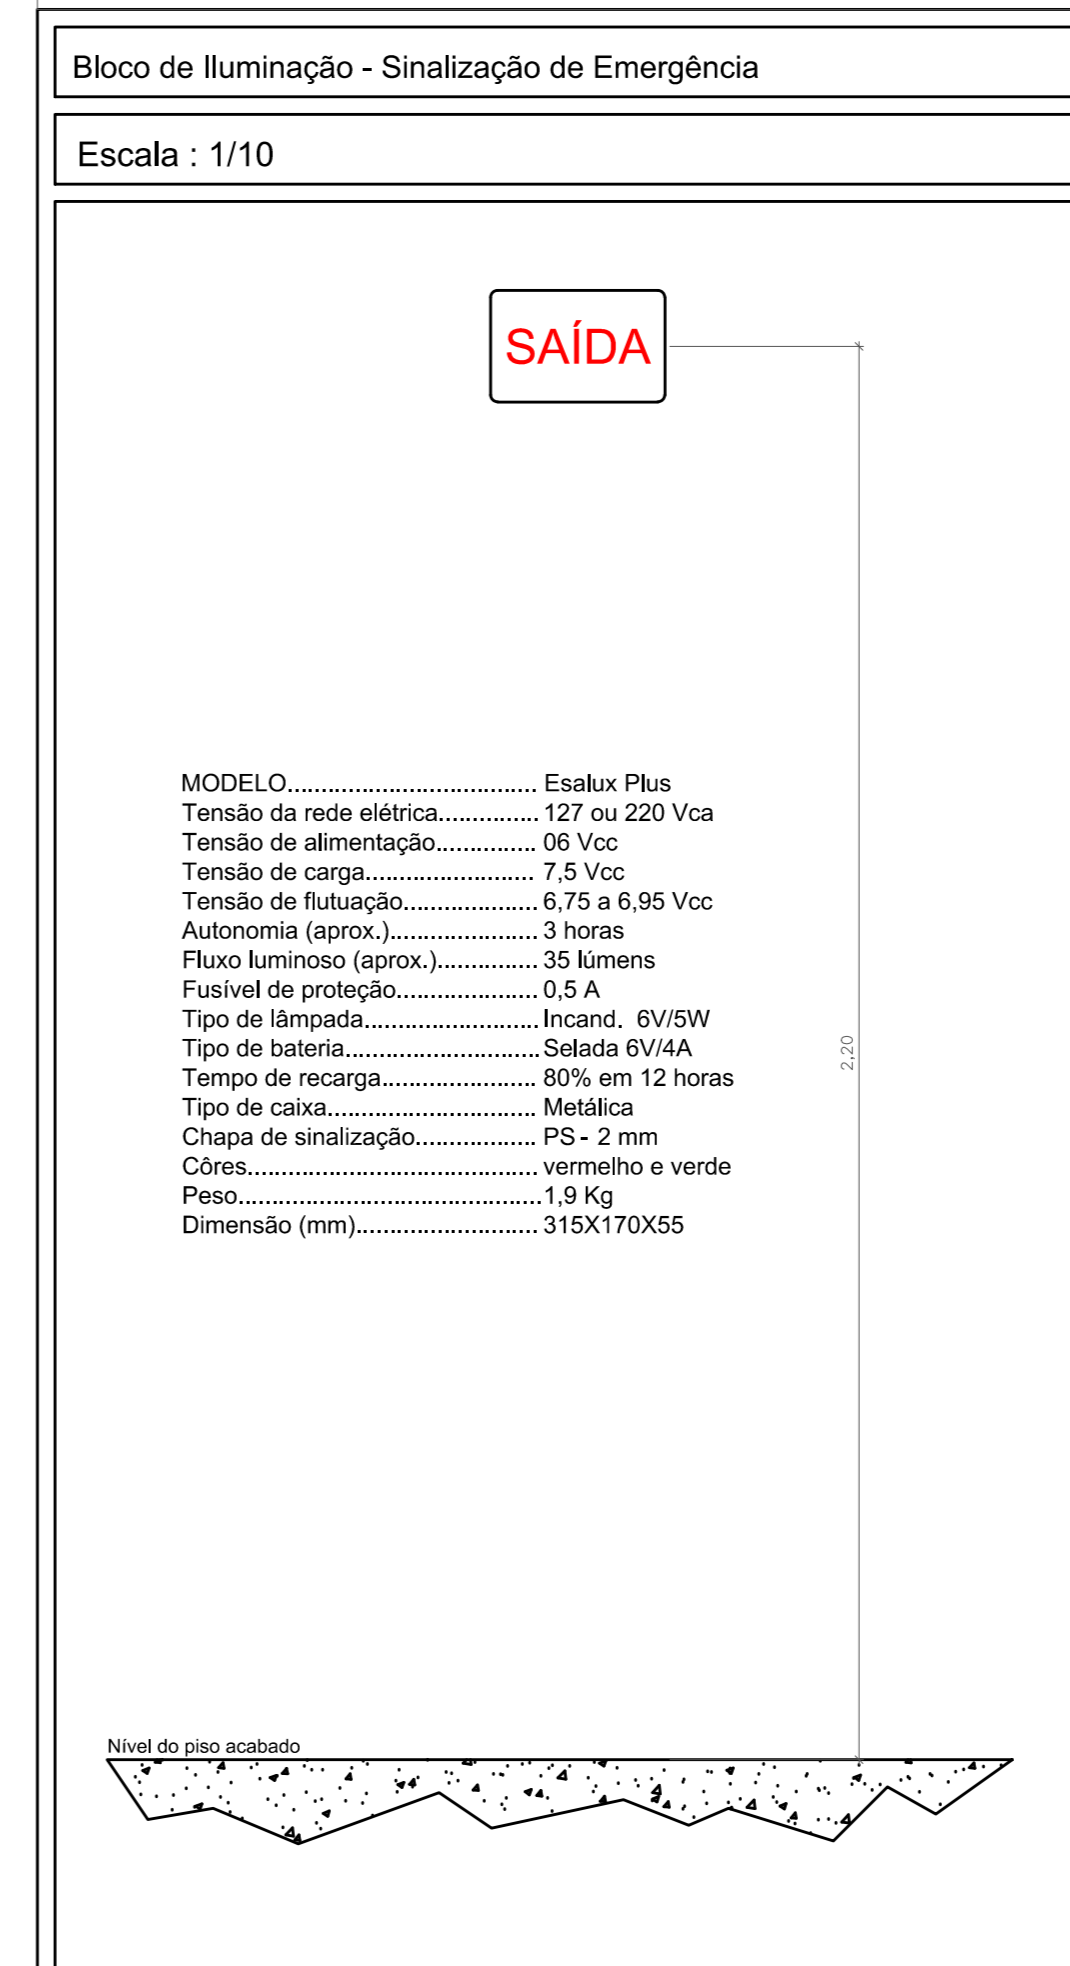 Bloco de Iluminação - Sinalização de Emergência
Escala : 1/10
SAÍDA
MODELO..................................... Esalux Plus
Tensão da rede elétrica............... 127 ou 220 Vca
Tensão de alimentação............... 06 Vcc
Tensão de carga......................... 7,5 Vcc
Tensão de flutuação.................... 6,75 a 6,95 Vcc
Autonomia (aprox.)...................... 3 horas
Fluxo luminoso (aprox.)............... 35 lúmens
Fusível de proteção..................... 0,5 A
Tipo de lâmpada.......................... Incand. 6V/5W
Tipo de bateria............................. Selada 6V/4A
Tempo de recarga....................... 80% em 12 horas
Tipo de caixa............................... Metálica
Chapa de sinalização.................. PS - 2 mm
Côres........................................... vermelho e verde
Peso.............................................1,9 Kg
Dimensão (mm)........................... 315X170X55
2,20
Nível do piso acabado